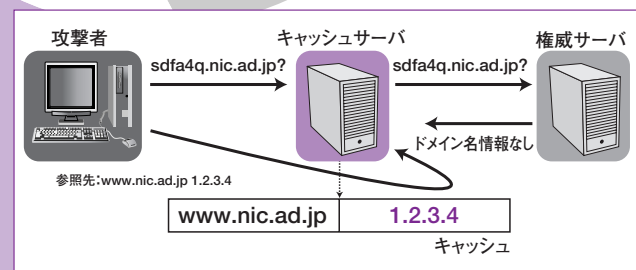 攻撃者
キャッシュサーバ
権威サーバ
sdfa4q.nic.ad.jp?
sdfa4q.nic.ad.jp?
ドメイン名情報なし
参照先:www.nic.ad.jp 1.2.3.4
www.nic.ad.jp 1.2.3.4
キャッシュ